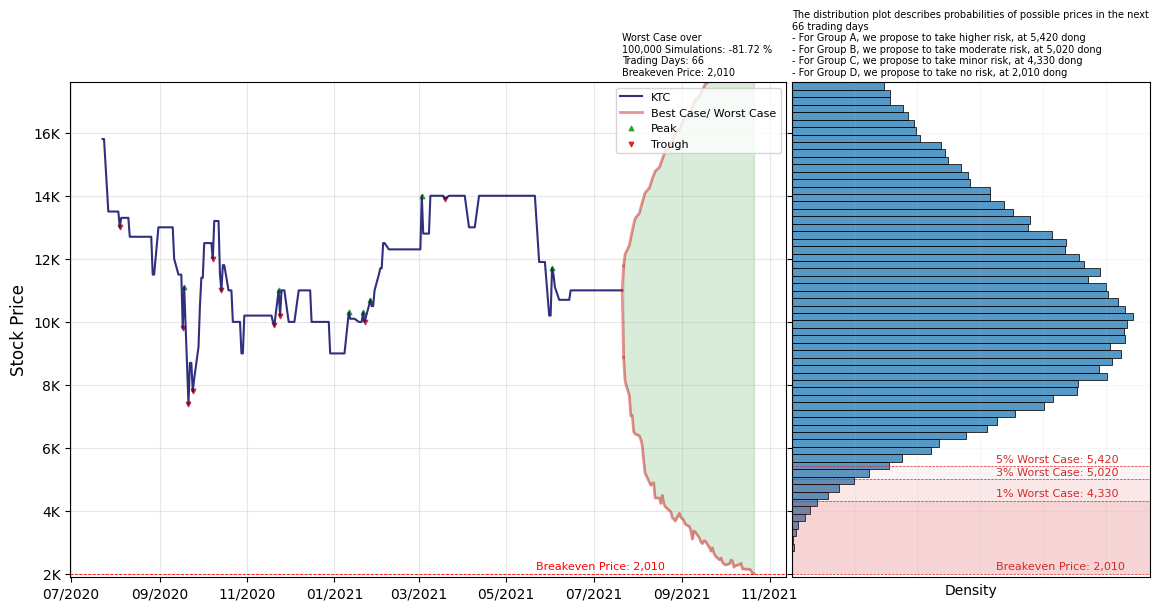 The distribution plot describes probabilities of possible prices in the next
66 trading days
- For Group A, we propose to take higher risk, at 5,420 dong
- For Group B, we propose to take moderate risk, at 5,020 dong
- For Group C, we propose to take minor risk, at 4,330 dong
- For Group D, we propose to take no risk, at 2,010 dong
Worst Case over
100,000 Simulations: -81.72 %
Trading Days: 66
Breakeven Price: 2,010
KTC
Best Case/ Worst Case
Peak
Trough
Stock Price
16K
14K
12K
10K
8K
6K
4K
2K
Breakeven Price: 2,010
07/2020
09/2020
11/2020
01/2021
03/2021
05/2021
07/2021
09/2021
11/2021
5% Worst Case: 5,420
3% Worst Case: 5,020
1% Worst Case: 4,330
Breakeven Price: 2,010
Density